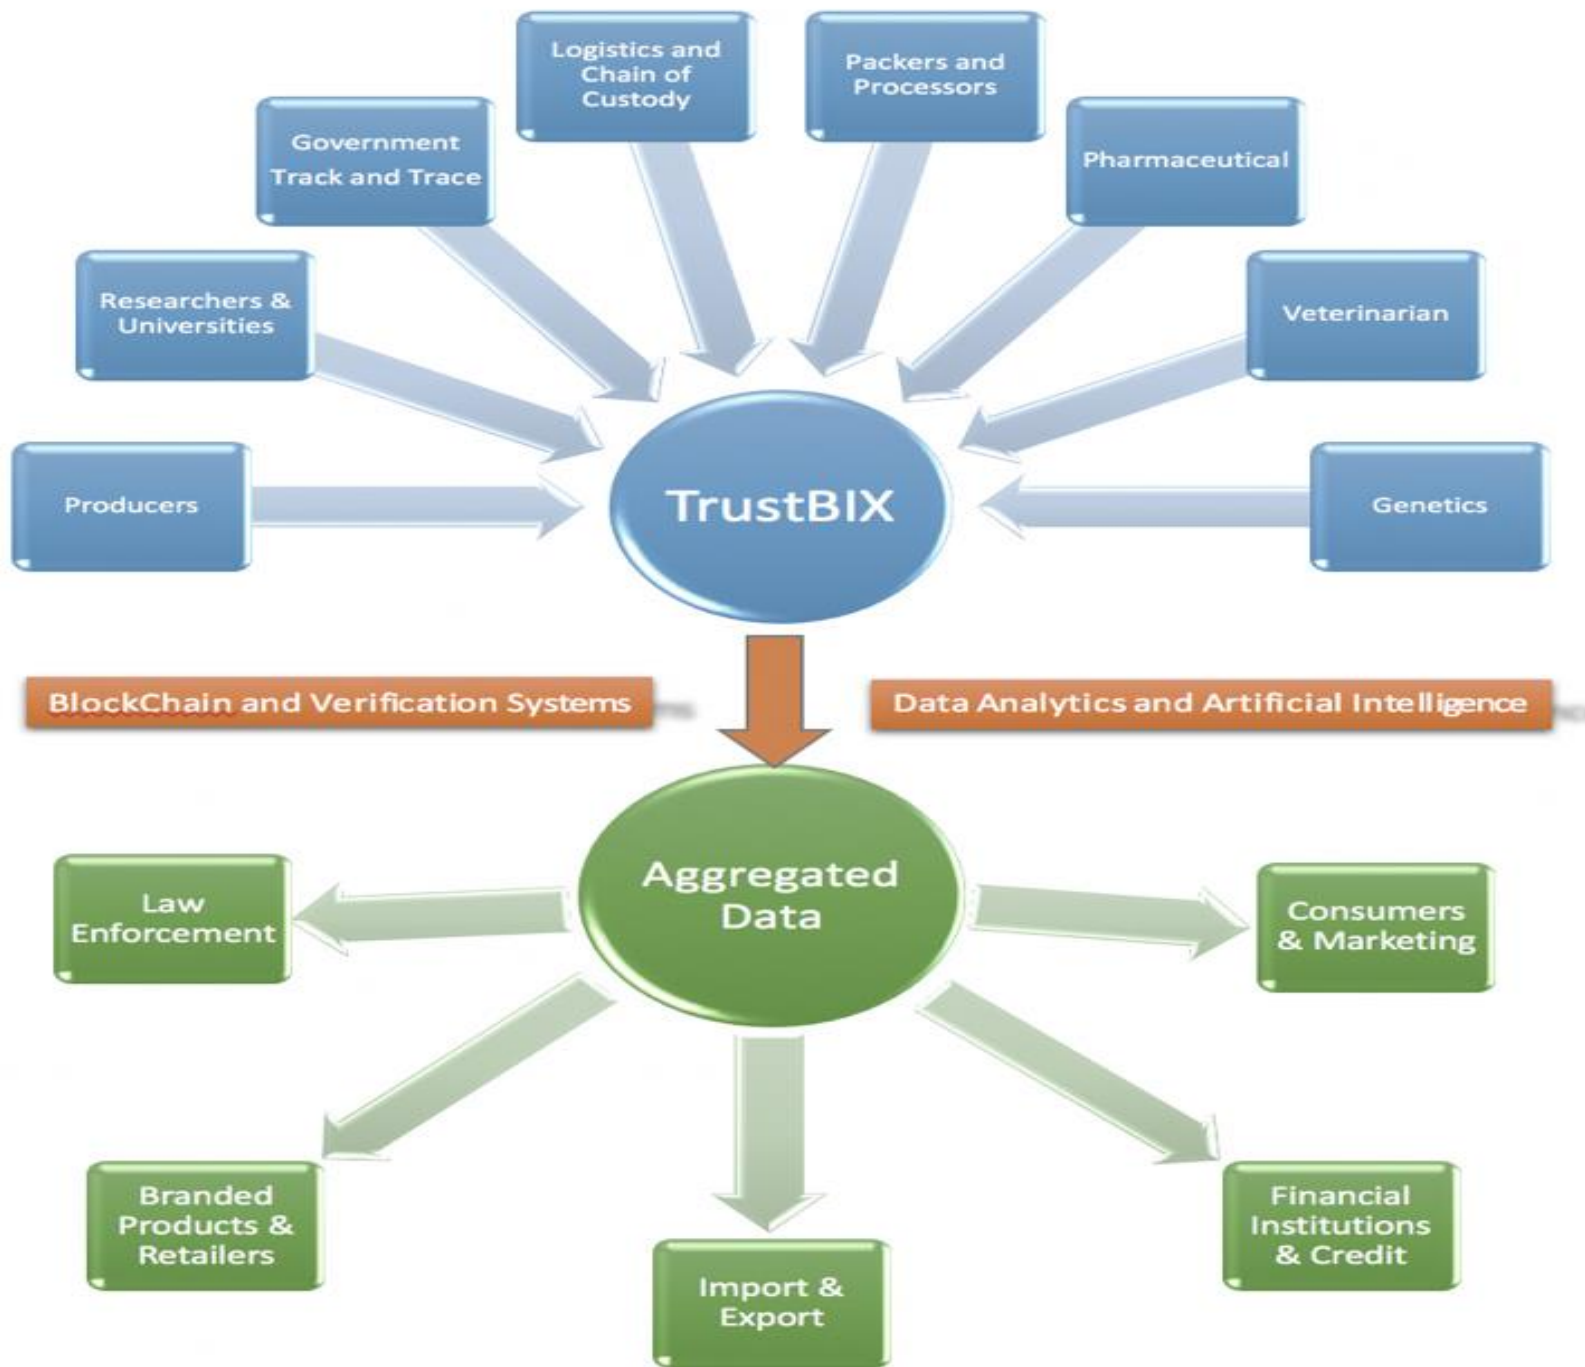 Logistics and
Chain of
Custody
Packers and
Processors
Government
Track and Trace
Pharmaceutical
Researchers &
Universities
Veterinarian
Producers
TrustBIX
Genetics
BlockChain and Verification Systems
Data Analytics and Artificial Intelligence
Aggregated
Data
Law
Enforcement
Consumers
& Marketing
Branded
Products &
Retailers
Import &
Export
Financial
Institutions
& Credit